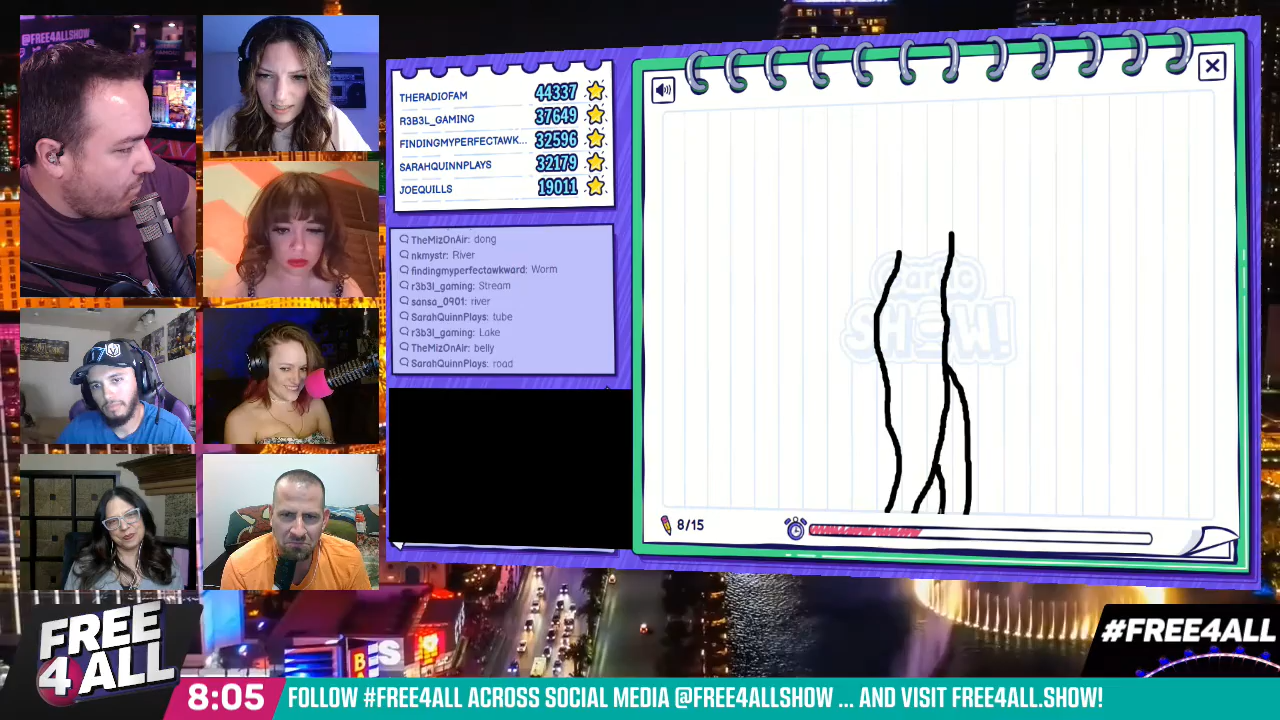 @FREE4ALLSHOW
THERADIOFAM 44337
R3B3L_GAMING 37649
FINDINGMYPERFECTAWK... 32596
SARAHQUINNPLAYS 32179
JOEQUILLS 19011
TheMizOnAir: dong
nkmystr: River
findingmyperfectawkward: Worm
r3b3l_gaming: Stream
sansa_0901: river
SarahQuinnPlays: tube
r3b3l_gaming: Lake
TheMizOnAir: belly
SarahQuinnPlays: road
SHOW!
8/15
FREE
4 ALL
#FREE4ALL
8:05 FOLLOW #FREE4ALL ACROSS SOCIAL MEDIA @FREE4ALLSHOW ... AND VISIT FREE4ALL.SHOW!